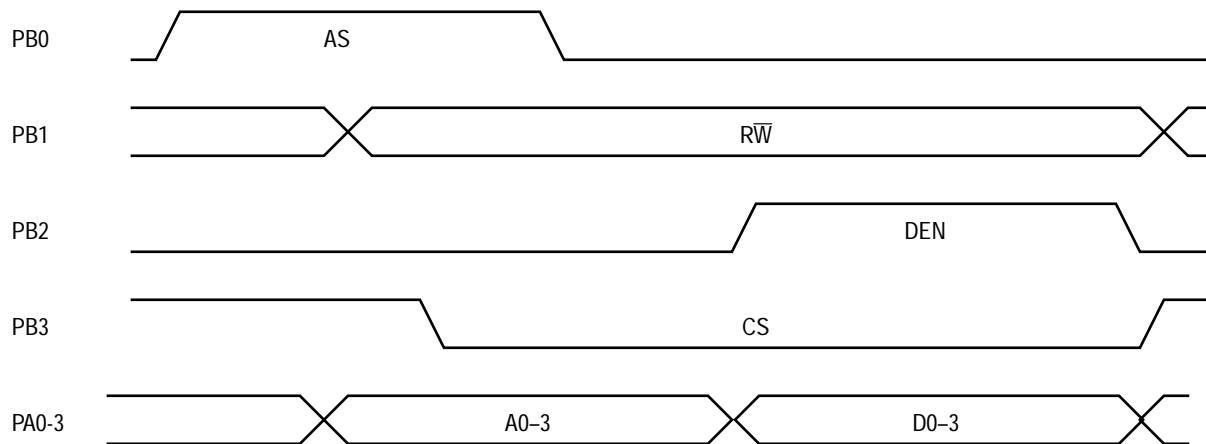 PB0 AS
PB1 RW̅
PB2 DEN
PB3 CS
PA0-3 A0–3 D0–3